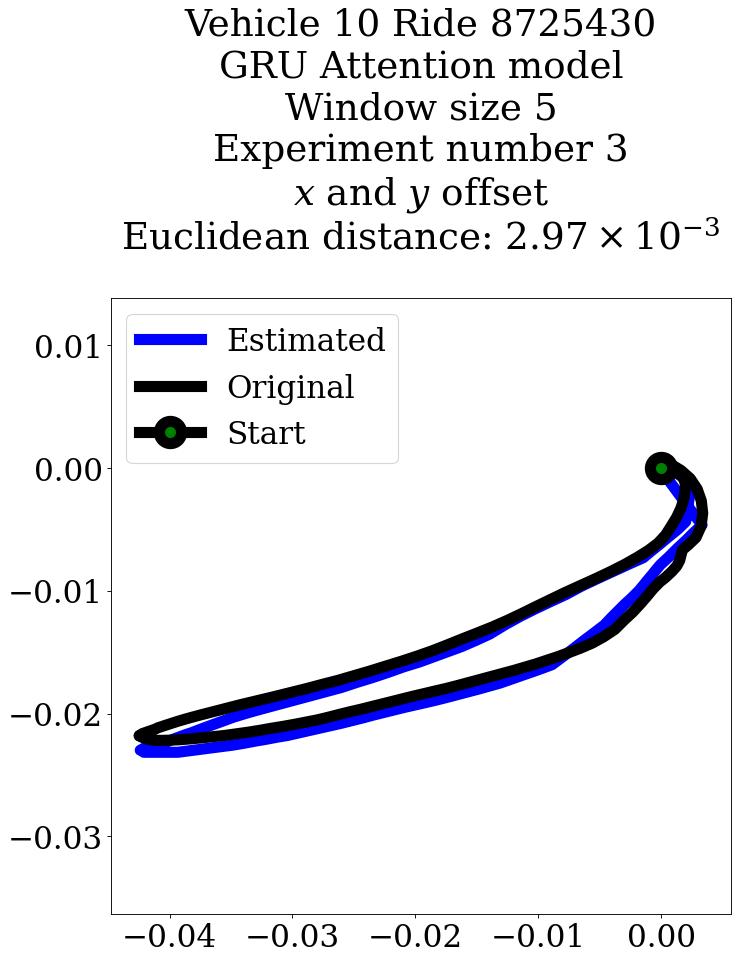 Vehicle 10 Ride 8725430
GRU Attention model
Window size 5
Experiment number 3
x and y offset
Euclidean distance: 2.97 × 10⁻³
Estimated
Original
Start
0.01
0.00
−0.01
−0.02
−0.03
−0.04 −0.03 −0.02 −0.01 0.00